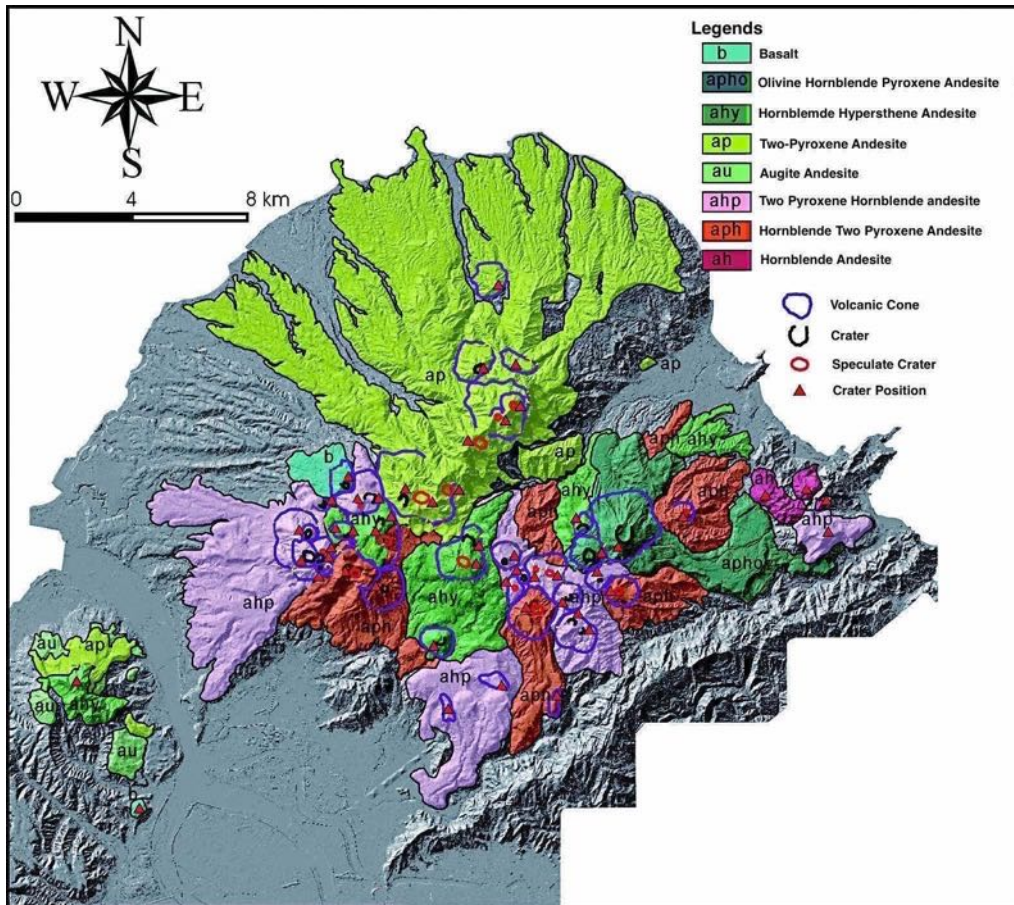 N
W E
S
0 4 8 km
Legends
b Basalt
apho Olivine Hornblende Pyroxene Andesite
ahy Hornblemde Hypersthene Andesite
ap Two-Pyroxene Andesite
au Augite Andesite
ahp Two Pyroxene Hornblende andesite
aph Hornblende Two Pyroxene Andesite
ah Hornblende Andesite
Volcanic Cone
Crater
Speculate Crater
Crater Position
ap
ap
aph ahy
b
ap
ahy
aph
aph
ah
ahy
ahp
apho
ahp
ahy
ahp
aph
aph
ahp
aph
au ap
au ahy
au
b